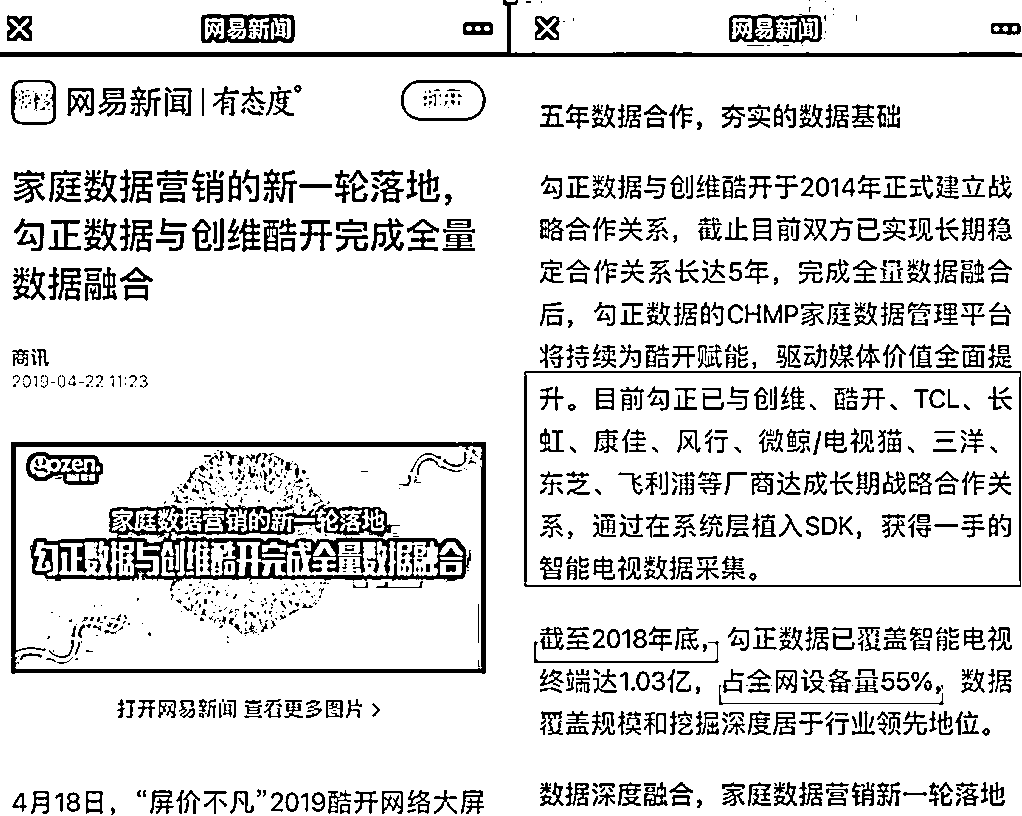 网易新闻
网易新闻 | 有态度°
打开
家庭数据营销的新一轮落地，
勾正数据与创维酷开完成全量
数据融合
商讯
2019-04-22 11:23
gozen.
家庭数据营销的新一轮落地
勾正数据与创维酷开完成全量数据融合
打开网易新闻 查看更多图片 >
4月18日，“屏价不凡”2019酷开网络大屏
网易新闻
五年数据合作，夯实的数据基础
勾正数据与创维酷开于2014年正式建立战
略合作关系，截止目前双方已实现长期稳
定合作关系长达5年，完成全量数据融合
后，勾正数据的CHMP家庭数据管理平台
将持续为酷开赋能，驱动媒体价值全面提
升。目前勾正已与创维、酷开、TCL、长
虹、康佳、风行、微鲸/电视猫、三洋、
东芝、飞利浦等厂商达成长期战略合作关
系，通过在系统层植入SDK，获得一手的
智能电视数据采集。
截至2018年底，勾正数据已覆盖智能电视
终端达1.03亿，占全网设备量55%，数据
覆盖规模和挖掘深度居于行业领先地位。
数据深度融合，家庭数据营销新一轮落地